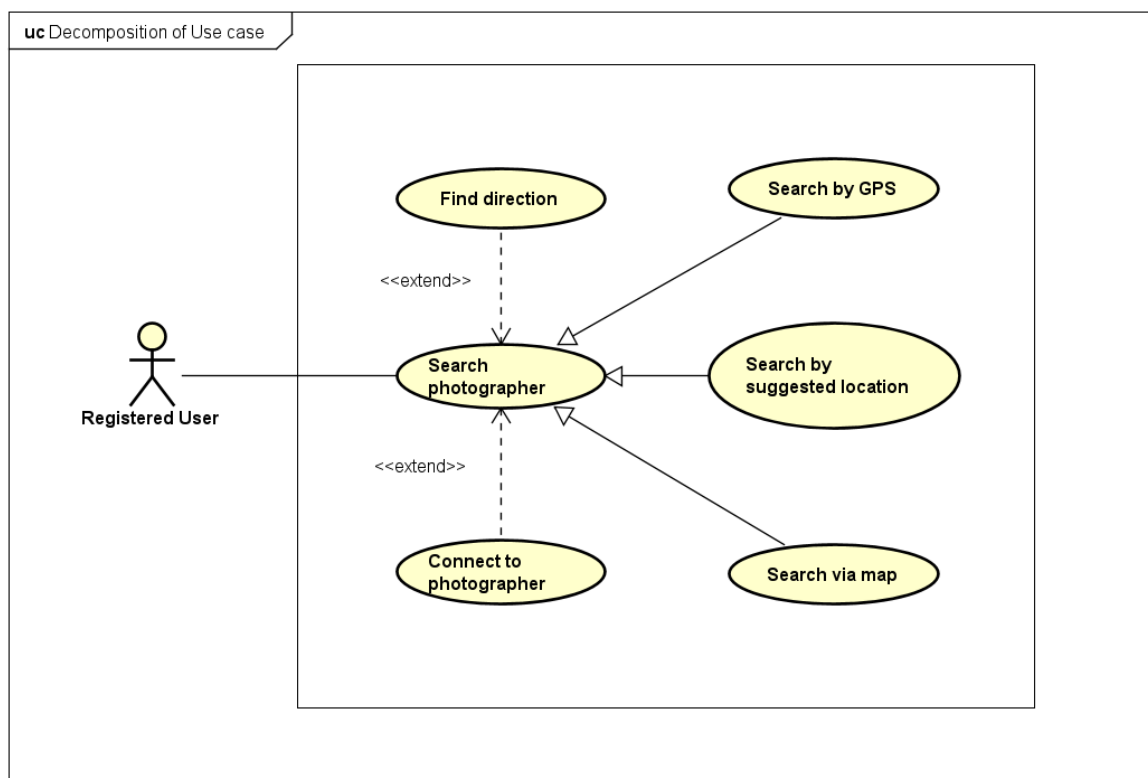 uc Decomposition of Use case
Find direction
Search by GPS
<<extend>>
Search
photographer
Search by
suggested location
Registered User
<<extend>>
Connect to
photographer
Search via map